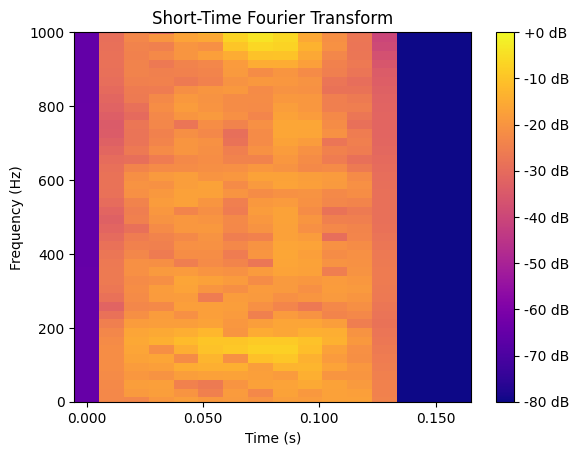 Short-Time Fourier Transform
1000
800
600
400
200
0
Frequency (Hz)
0.000
0.050
0.100
0.150
Time (s)
+0 dB
-10 dB
-20 dB
-30 dB
-40 dB
-50 dB
-60 dB
-70 dB
-80 dB